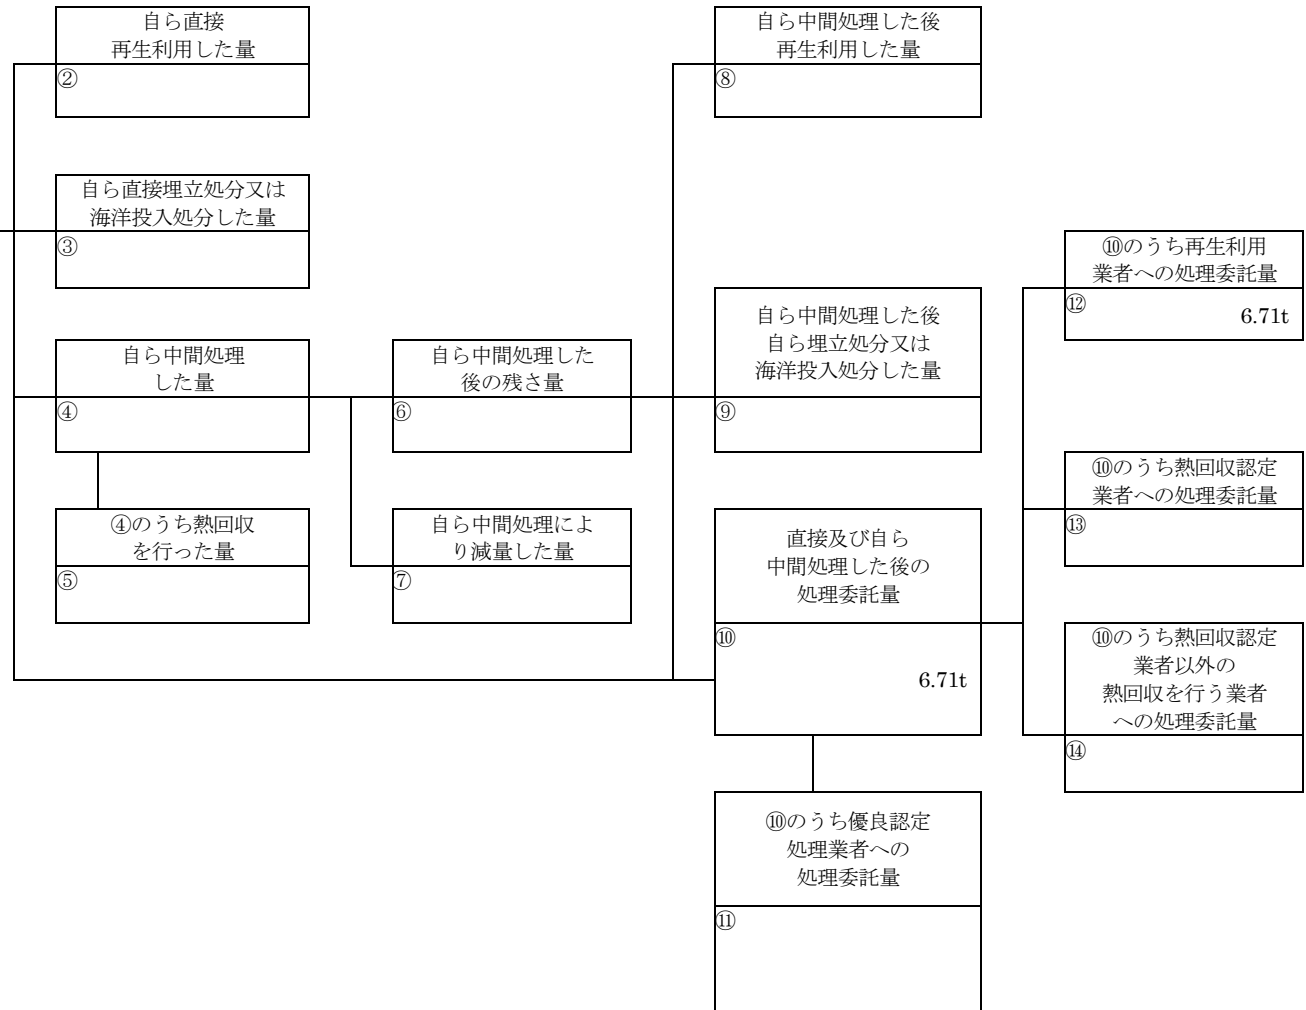 自ら直接
再生利用した量
②
自ら直接埋立処分又は
海洋投入処分した量
③
自ら中間処理
した量
④
④のうち熱回収
を行った量
⑤
自ら中間処理した
後の残さ量
⑥
自ら中間処理によ
り減量した量
⑦
自ら中間処理した後
再生利用した量
⑧
自ら中間処理した後
自ら埋立処分又は
海洋投入処分した量
⑨
直接及び自ら
中間処理した後の
処理委託量
⑩
6.71t
⑩のうち優良認定
処理業者への
処理委託量
⑪
⑩のうち再生利用
業者への処理委託量
⑫
6.71t
⑩のうち熱回収認定
業者への処理委託量
⑬
⑩のうち熱回収認定
業者以外の
熱回収を行う業者
への処理委託量
⑭